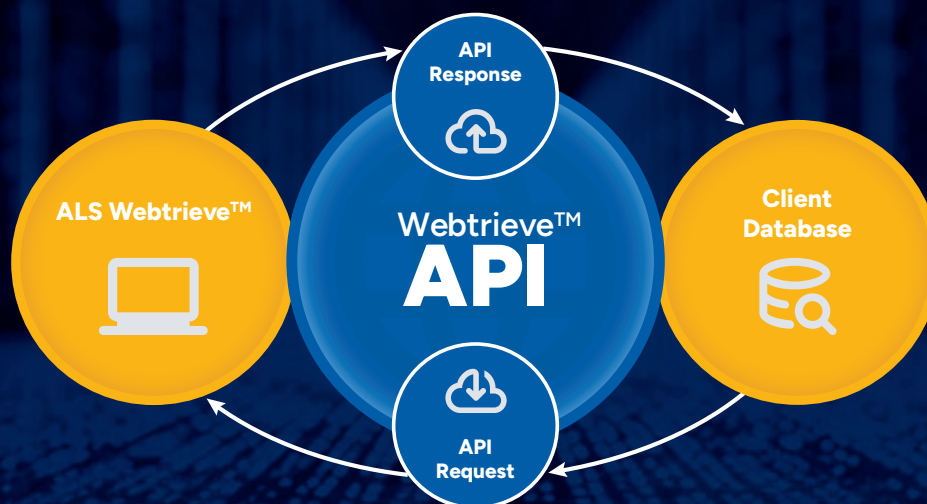 API
Response
ALS Webtrieve™
Webtrieve™
API
Client
Database
API
Request